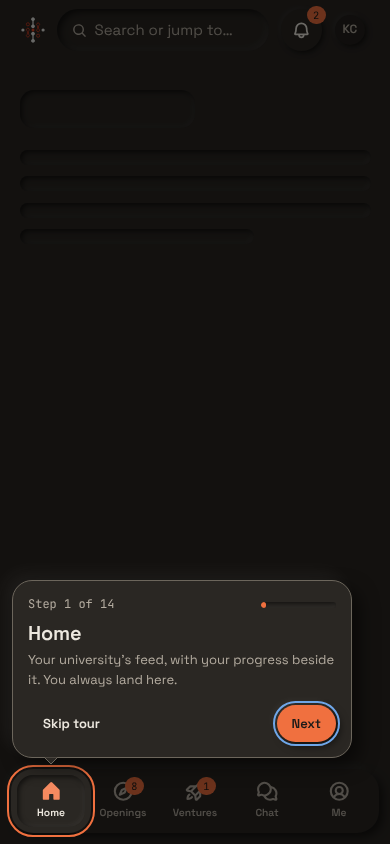 Search or jump to...
2
KC
Step 1 of 14
Home
Your university's feed, with your progress beside
it. You always land here.
Skip tour
Next
8
1
Home
Openings
Ventures
Chat
Me